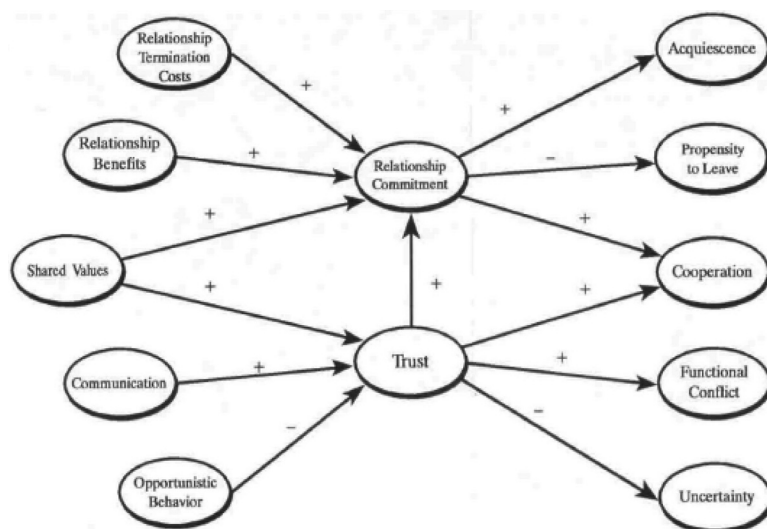 Relationship
Termination
Costs
Acquiescence
+
+
Relationship
Benefits
+
Relationship
Commitment
–
Propensity
to Leave
+
+
Shared Values
+
+
+
Cooperation
Trust
Communication
+
+
Functional
Conflict
–
–
Opportunistic
Behavior
Uncertainty